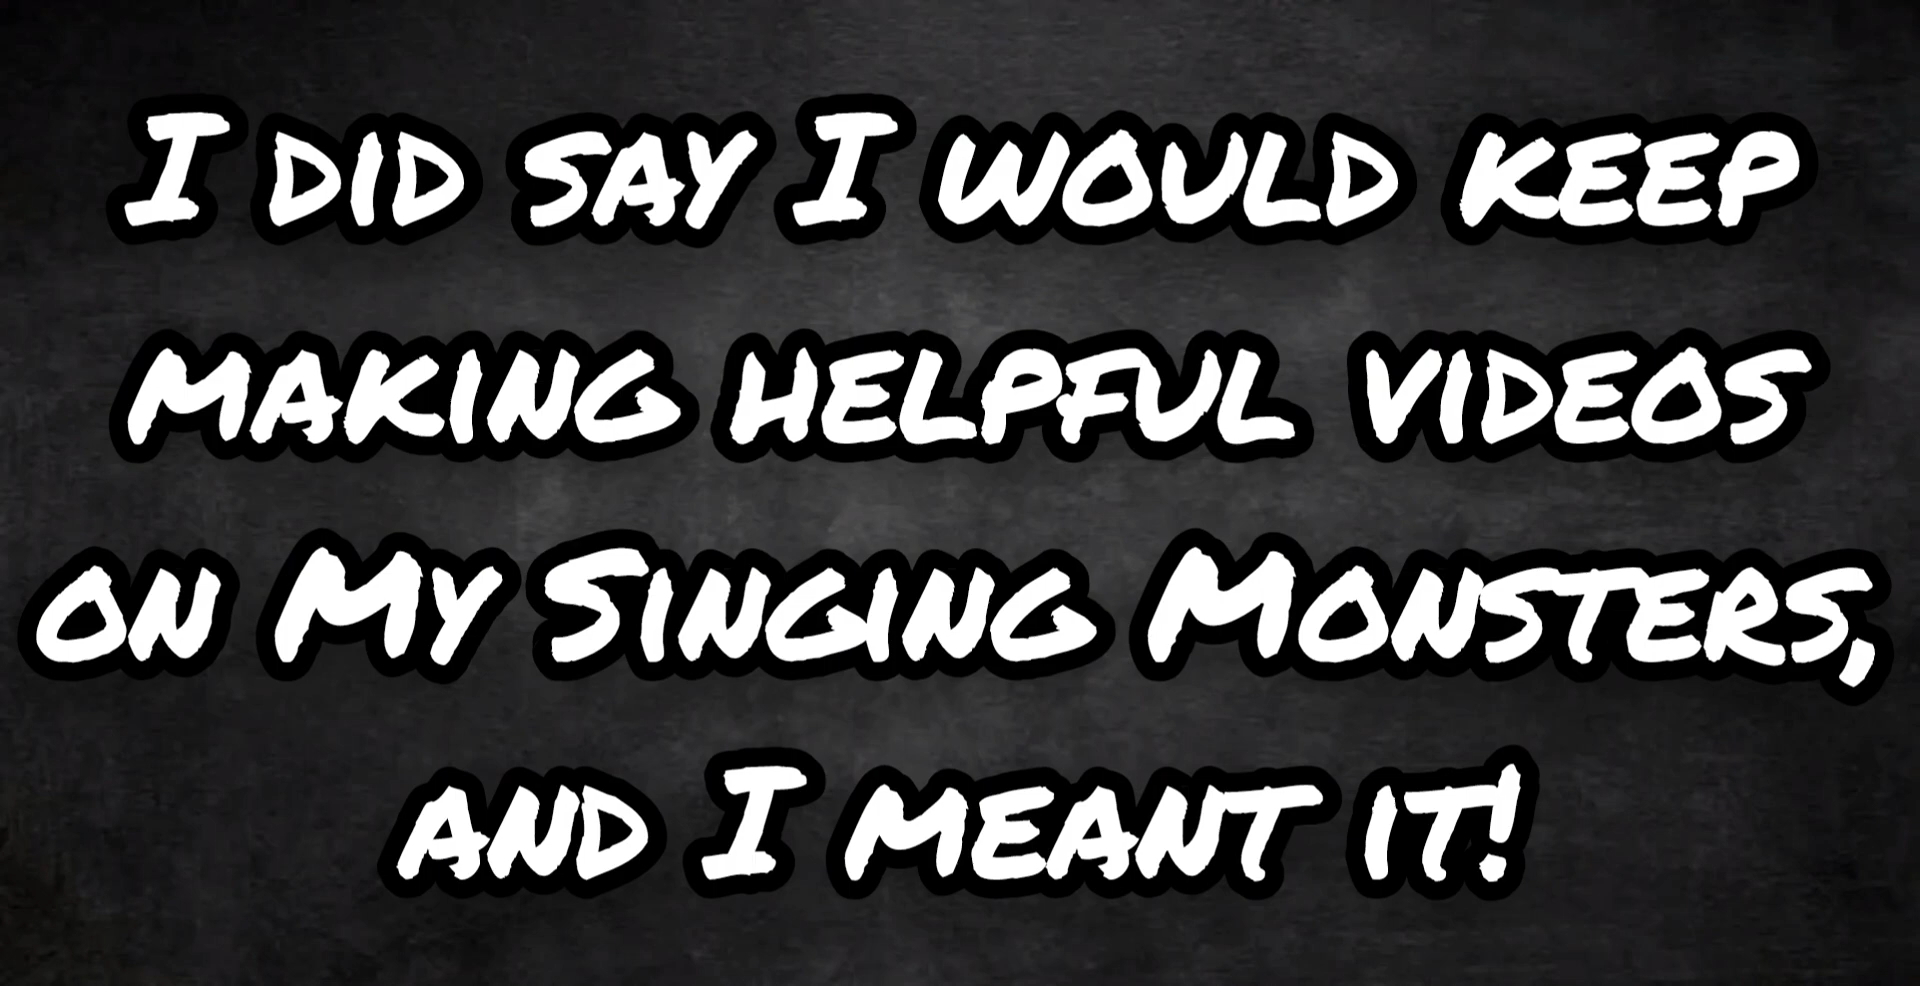 I did say I would keep
making helpful videos
on My Singing Monsters,
and I meant it!